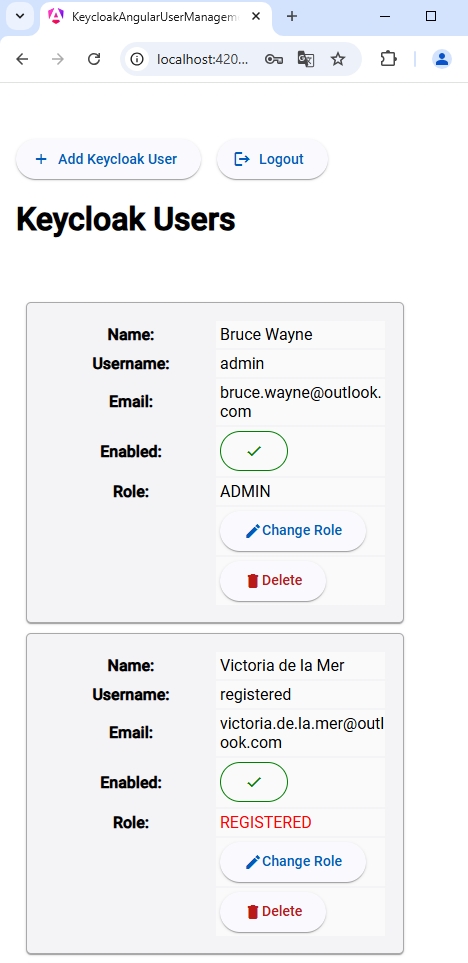 KeycloakAngularUserManagem
localhost:420...
Add Keycloak User
Logout
Keycloak Users
Name: Bruce Wayne
Username: admin
Email: bruce.wayne@outlook.
com
Enabled:
Role: ADMIN
Change Role
Delete
Name: Victoria de la Mer
Username: registered
Email: victoria.de.la.mer@outl
ook.com
Enabled:
Role: REGISTERED
Change Role
Delete